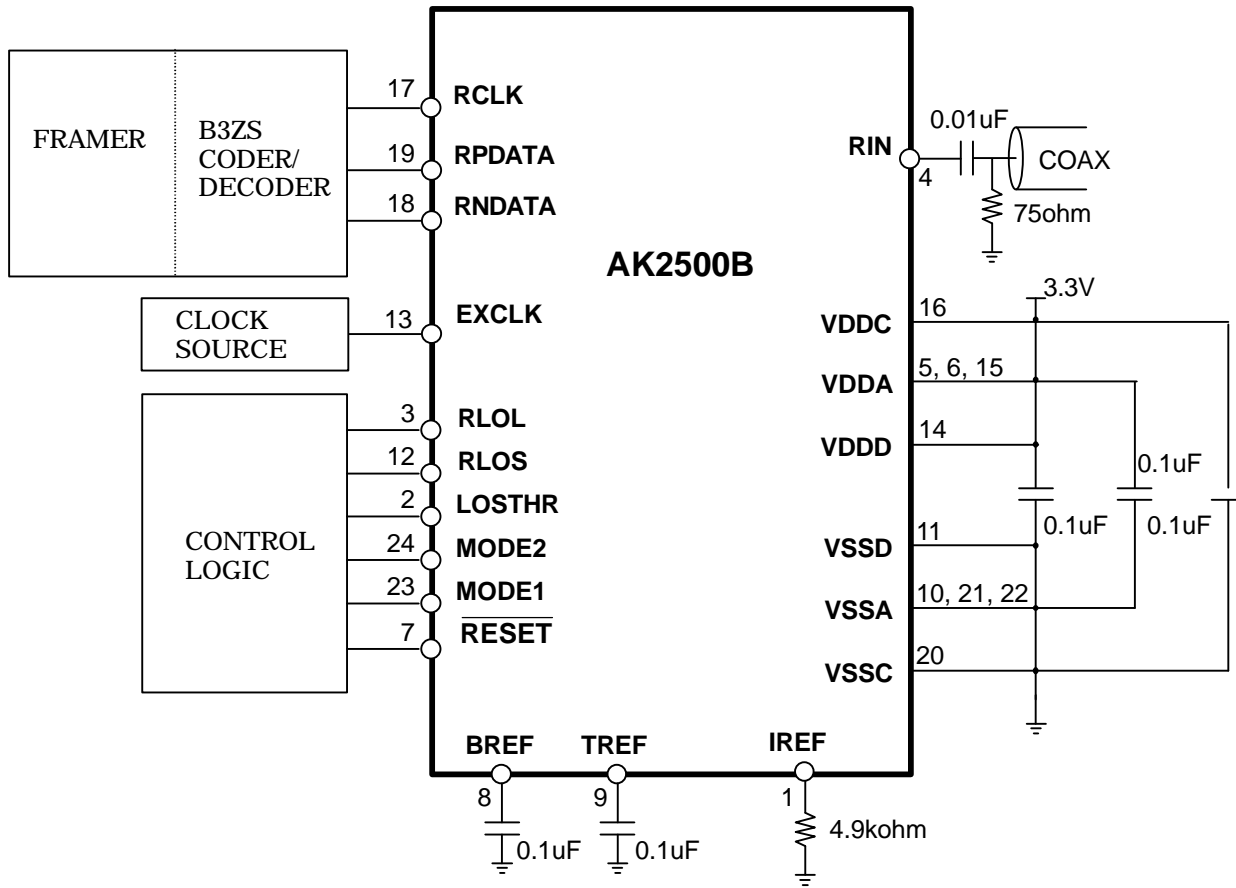 FRAMER
B3ZS
CODER/
DECODER
17
RCLK
19
RPDATA
18
RNDATA
CLOCK
SOURCE
13
EXCLK
CONTROL
LOGIC
3
RLOL
12
RLOS
2
LOSTHR
24
MODE2
23
MODE1
7
RESET
AK2500B
RIN
4
0.01uF
COAX
75ohm
3.3V
VDDC
16
VDDA
5, 6, 15
VDDD
14
0.1uF
0.1uF
0.1uF
VSSD
11
VSSA
10, 21, 22
VSSC
20
BREF
8
0.1uF
TREF
9
0.1uF
IREF
1
4.9kohm